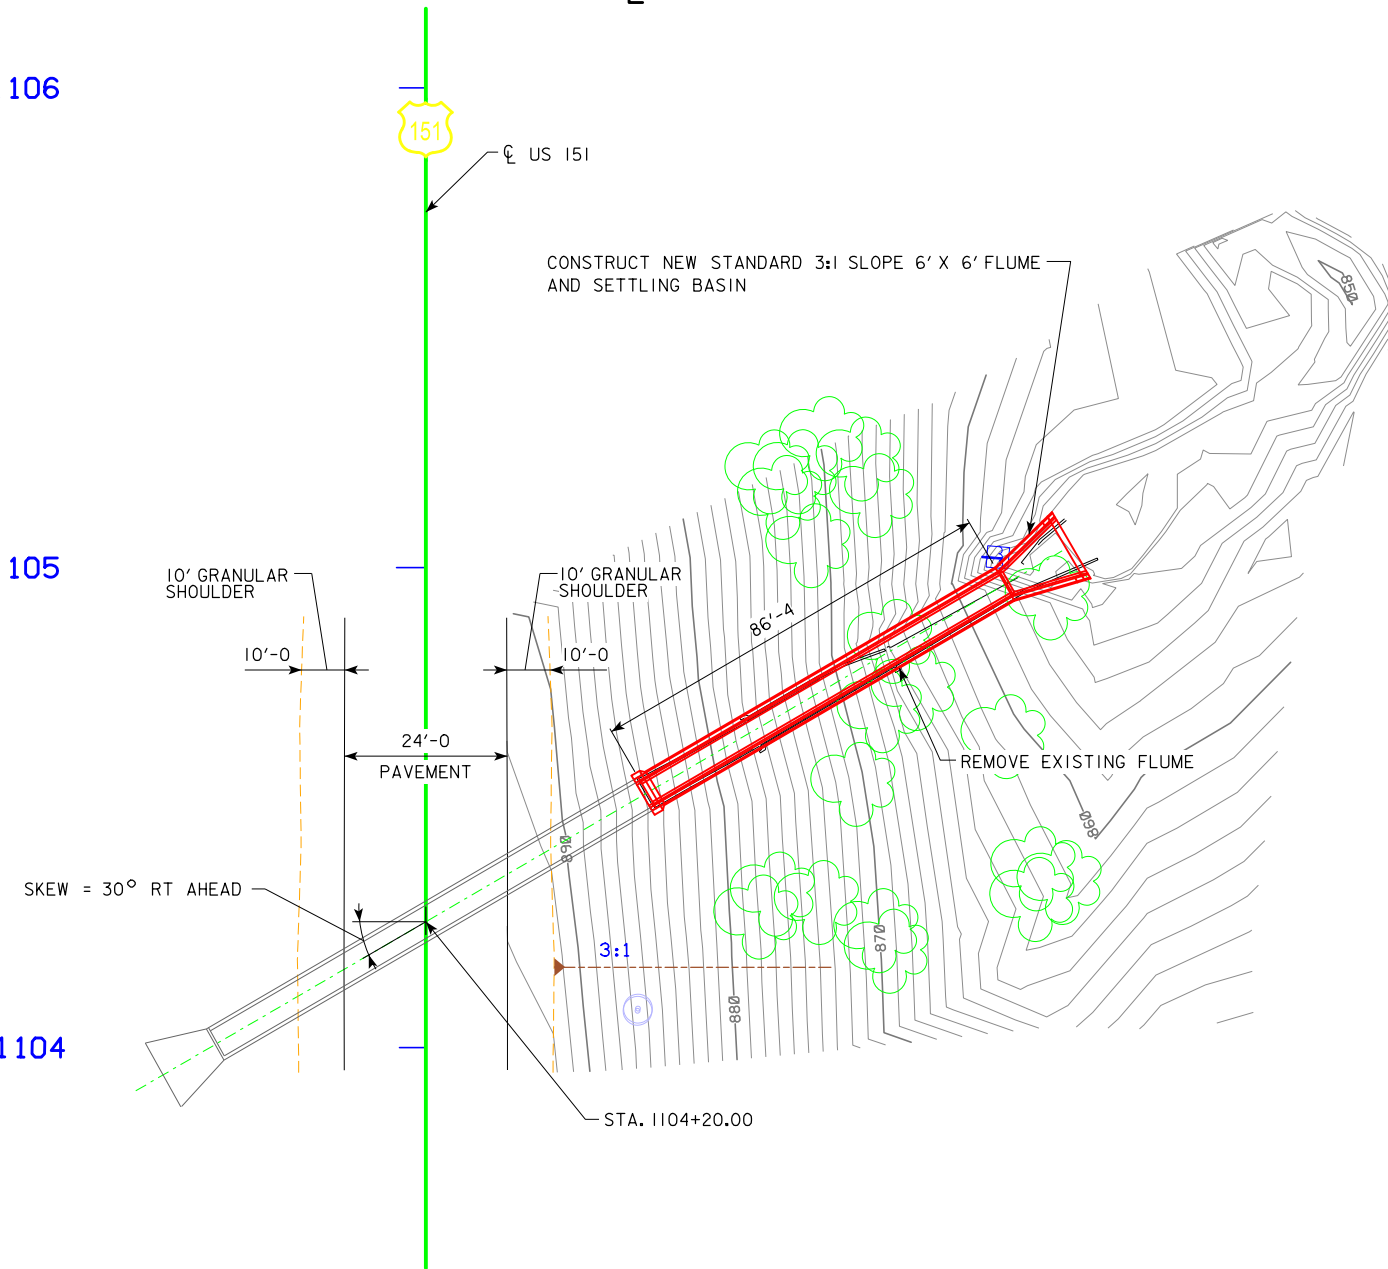 106
151
℄ US 151
CONSTRUCT NEW STANDARD 3:1 SLOPE 6' X 6' FLUME
AND SETTLING BASIN
850
105
10' GRANULAR
SHOULDER
10' GRANULAR
SHOULDER
86'-4
10'-0
10'-0
24'-0
PAVEMENT
REMOVE EXISTING FLUME
860
890
SKEW = 30° RT AHEAD
870
3:1
880
1104
STA. 1104+20.00